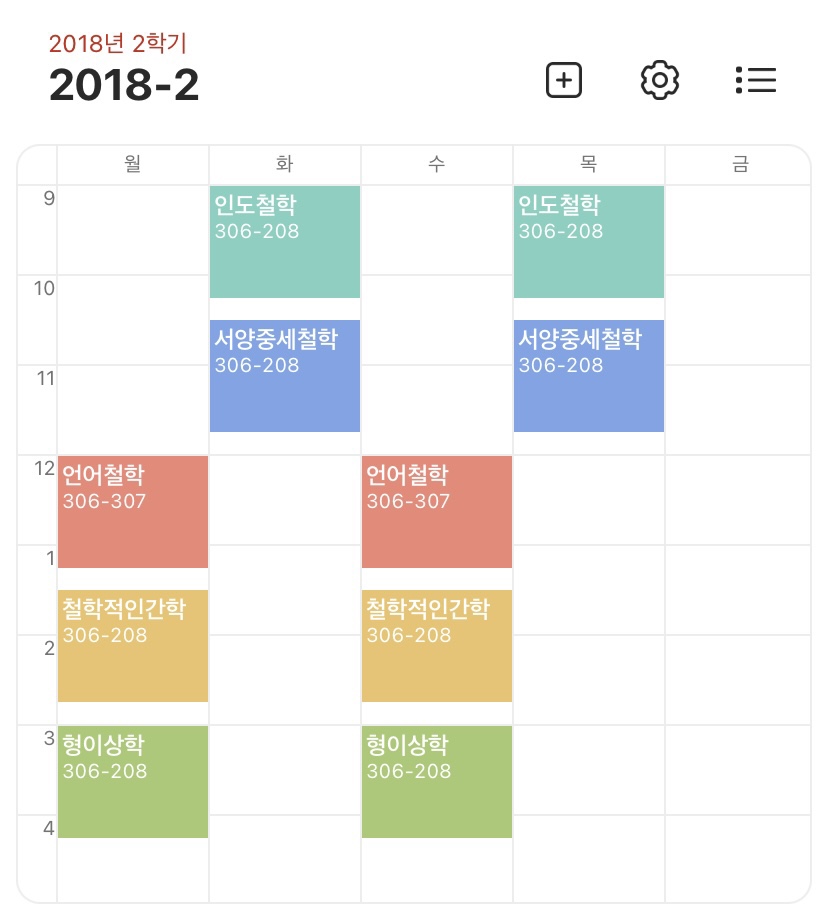 2018년 2학기
2018-2
월 화 수 목 금
9
인도철학 인도철학
306-208 306-208
10
서양중세철학 서양중세철학
306-208 306-208
11
12
언어철학 언어철학
306-307 306-307
1
철학적인간학 철학적인간학
306-208 306-208
2
3
형이상학 형이상학
306-208 306-208
4